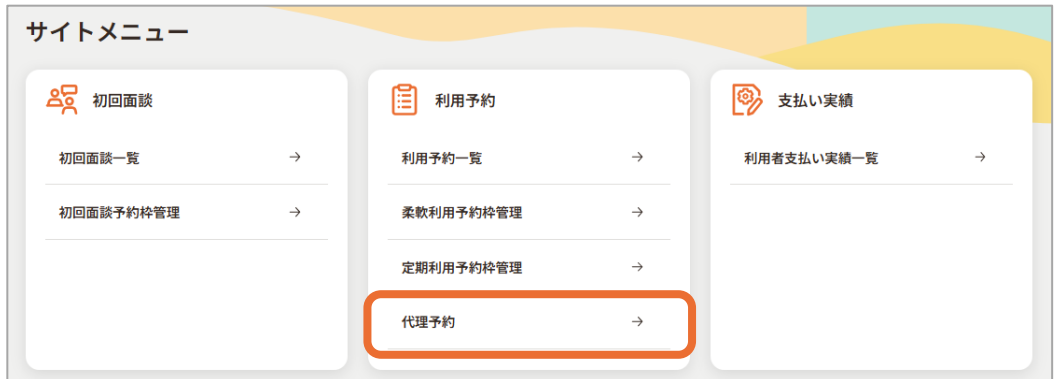 サイトメニュー
初回面談
初回面談一覧 →
初回面談予約枠管理 →
利用予約
利用予約一覧 →
柔軟利用予約枠管理 →
定期利用予約枠管理 →
代理予約 →
支払い実績
利用者支払い実績一覧 →